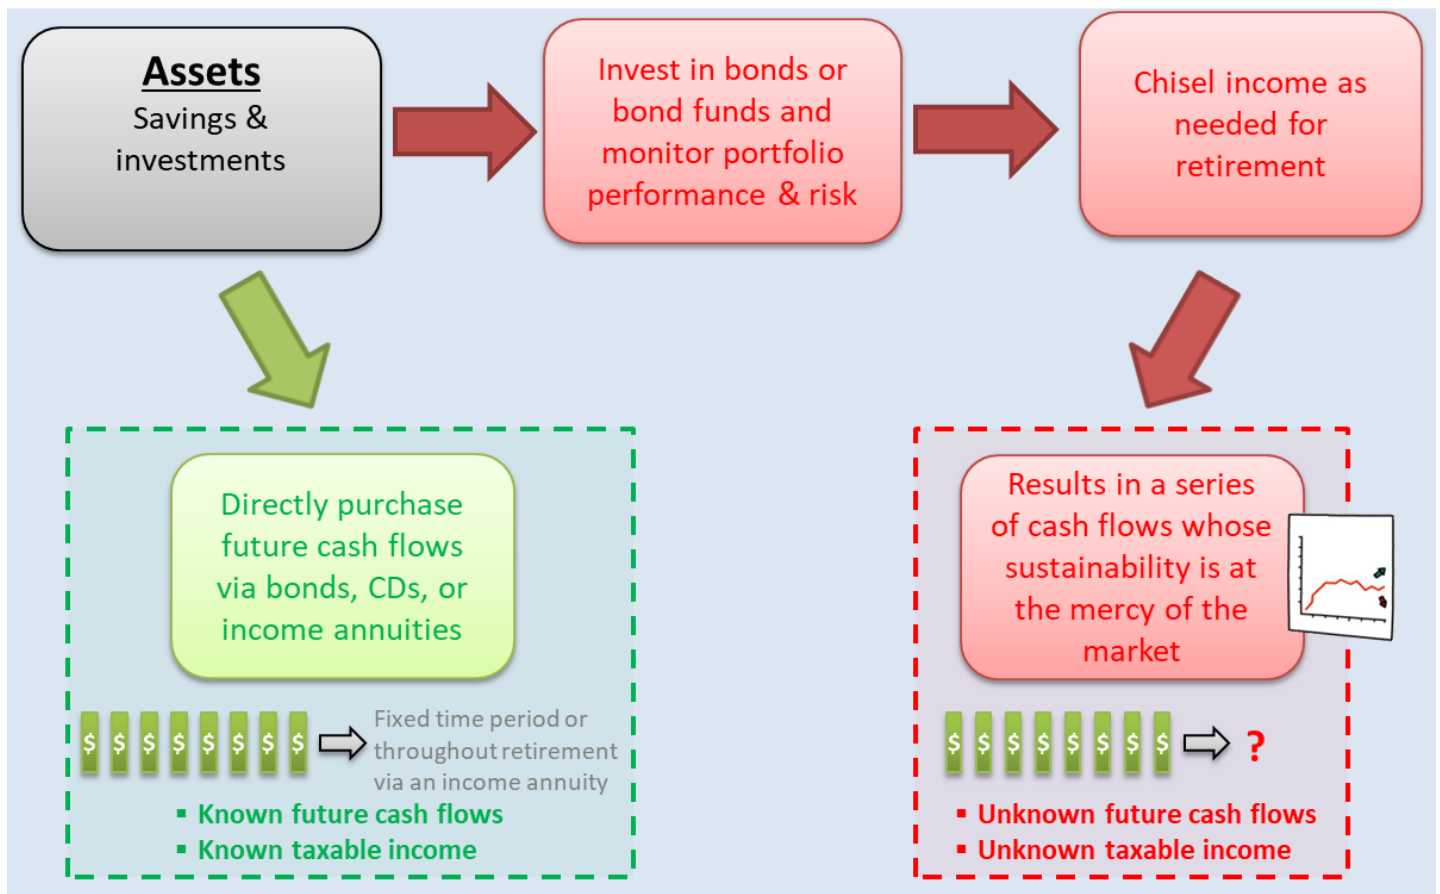 Assets
Savings &
investments
Invest in bonds or
bond funds and
monitor portfolio
performance & risk
Chisel income as
needed for
retirement
Directly purchase
future cash flows
via bonds, CDs, or
income annuities
$ $ $ $ $ $ $ $
Fixed time period or
throughout retirement
via an income annuity
▪ Known future cash flows
▪ Known taxable income
Results in a series
of cash flows whose
sustainability is at
the mercy of the
market
$ $ $ $ $ $ $ $ ?
▪ Unknown future cash flows
▪ Unknown taxable income